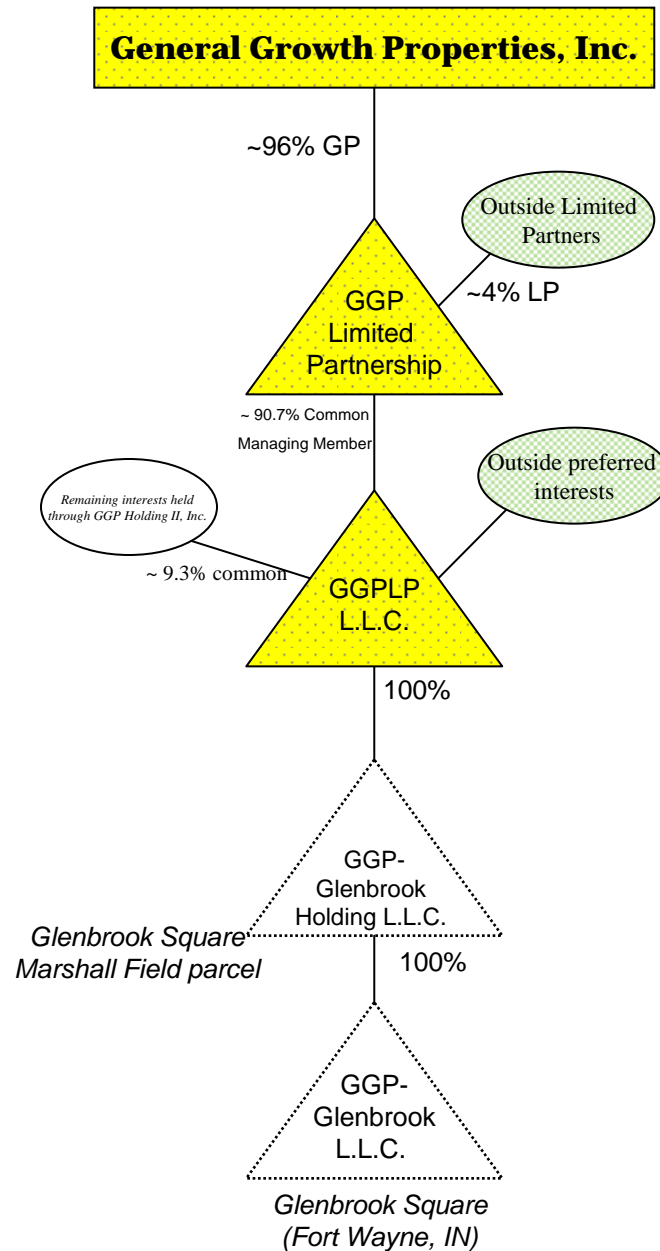 General Growth Properties, Inc.
~96% GP
Outside Limited
Partners
~4% LP
GGP
Limited
Partnership
~ 90.7% Common
Managing Member
Outside preferred
interests
Remaining interests held
through GGP Holding II, Inc.
~ 9.3% common
GGPLP
L.L.C.
100%
GGP-
Glenbrook
Holding L.L.C.
Glenbrook Square
Marshall Field parcel
100%
GGP-
Glenbrook
L.L.C.
Glenbrook Square
(Fort Wayne, IN)